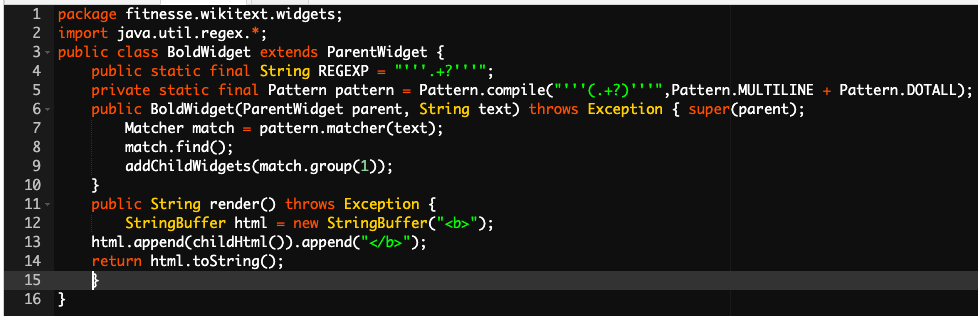 1 package fitnesse.wikitext.widgets;
2 import java.util.regex.*;
3 public class BoldWidget extends ParentWidget {
4     public static final String REGEXP = "'''.+?'''";
5     private static final Pattern pattern = Pattern.compile("'''(.+?)'''",Pattern.MULTILINE + Pattern.DOTALL);
6     public BoldWidget(ParentWidget parent, String text) throws Exception { super(parent);
7         Matcher match = pattern.matcher(text);
8         match.find();
9         addChildWidgets(match.group(1));
10     }
11     public String render() throws Exception {
12         StringBuffer html = new StringBuffer("<b>");
13     html.append(childHtml()).append("</b>");
14     return html.toString();
15     }
16 }